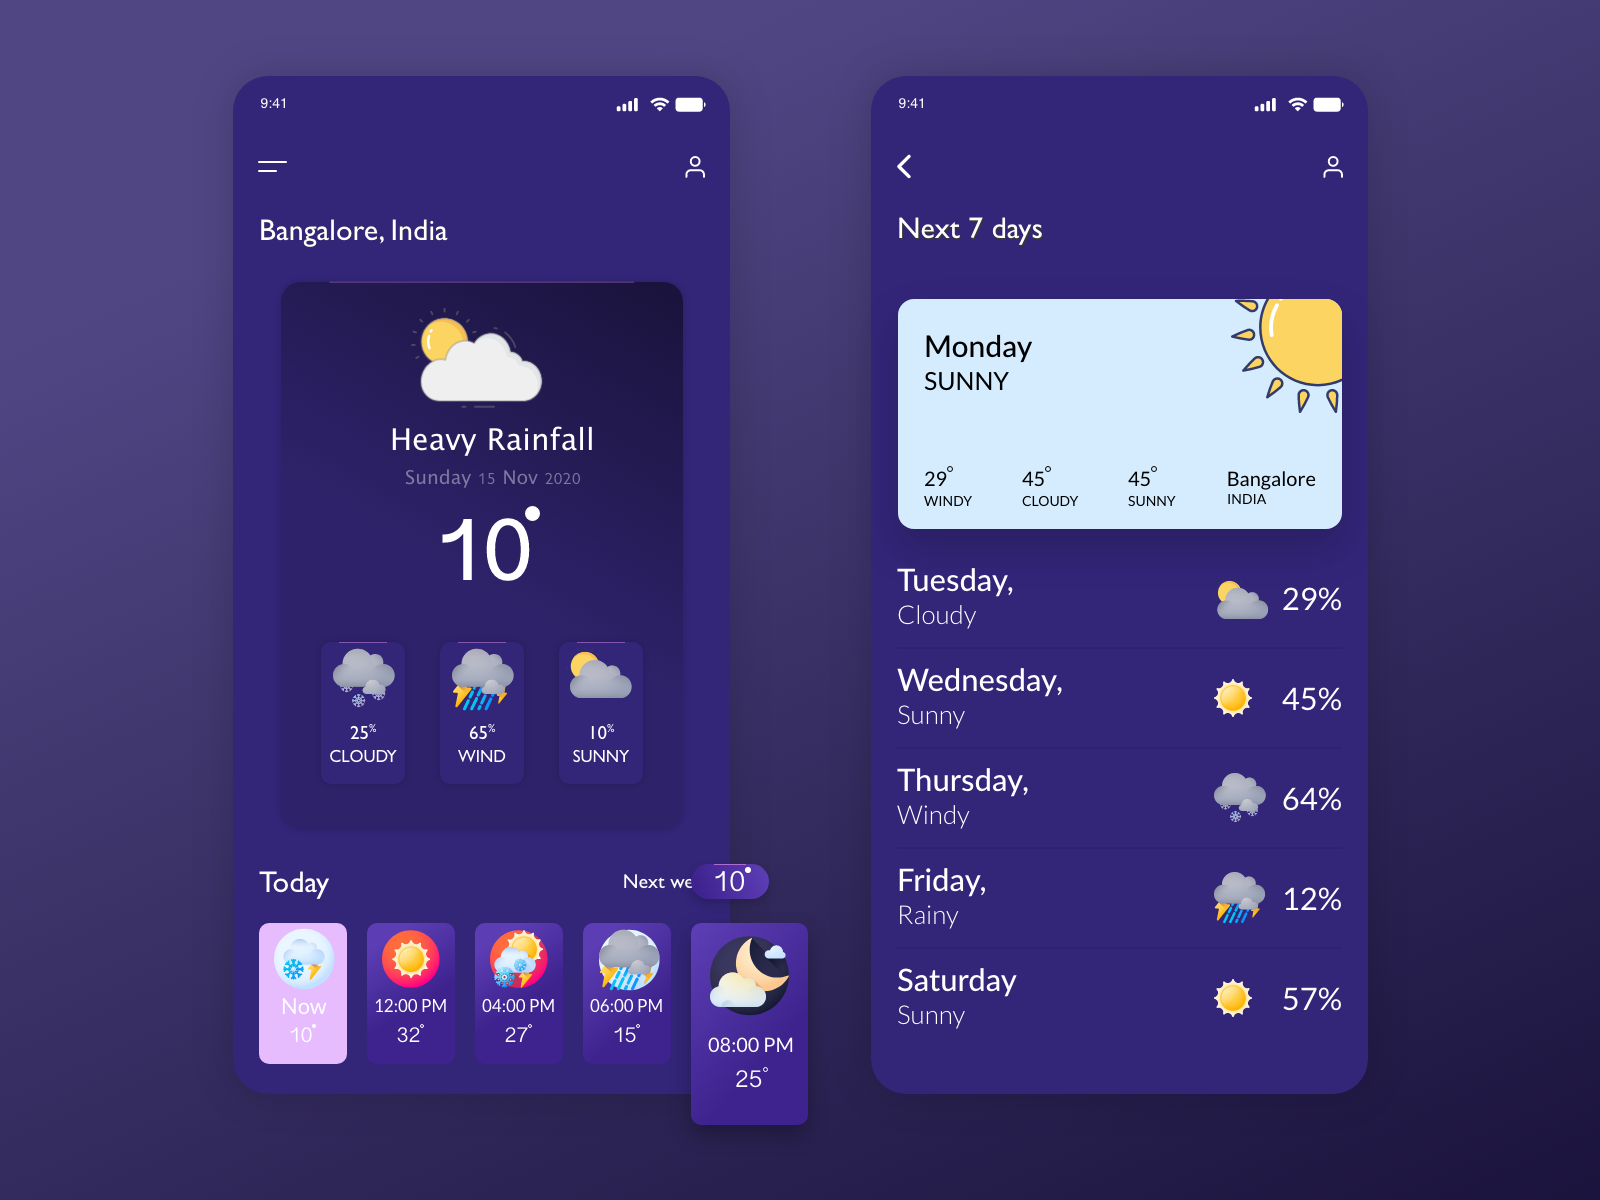 9:41
Bangalore, India
Heavy Rainfall
Sunday 15 Nov 2020
10°
25%
CLOUDY
65%
WIND
10%
SUNNY
Today
Next we
10°
Now
10°
12:00 PM
32°
04:00 PM
27°
06:00 PM
15°
08:00 PM
25°
9:41
Next 7 days
Monday
SUNNY
29°
WINDY
45°
CLOUDY
45°
SUNNY
Bangalore
INDIA
Tuesday,
Cloudy
29%
Wednesday,
Sunny
45%
Thursday,
Windy
64%
Friday,
Rainy
12%
Saturday
Sunny
57%